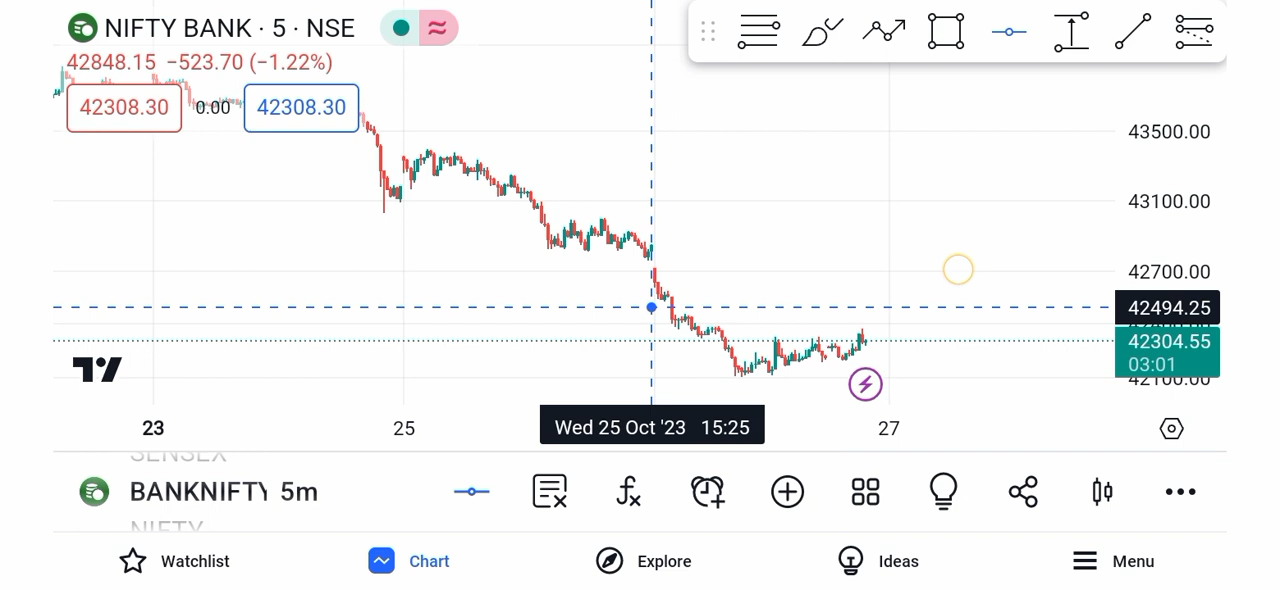 NIFTY BANK · 5 · NSE
42848.15 −523.70 (−1.22%)
42308.30 0.00 42308.30
43500.00
43100.00
42700.00
42494.25
42304.55
03:01
42100.00
23 25 Wed 25 Oct '23 15:25 27
SENSEX
BANKNIFTY 5m
NIFTY
Watchlist Chart Explore Ideas Menu